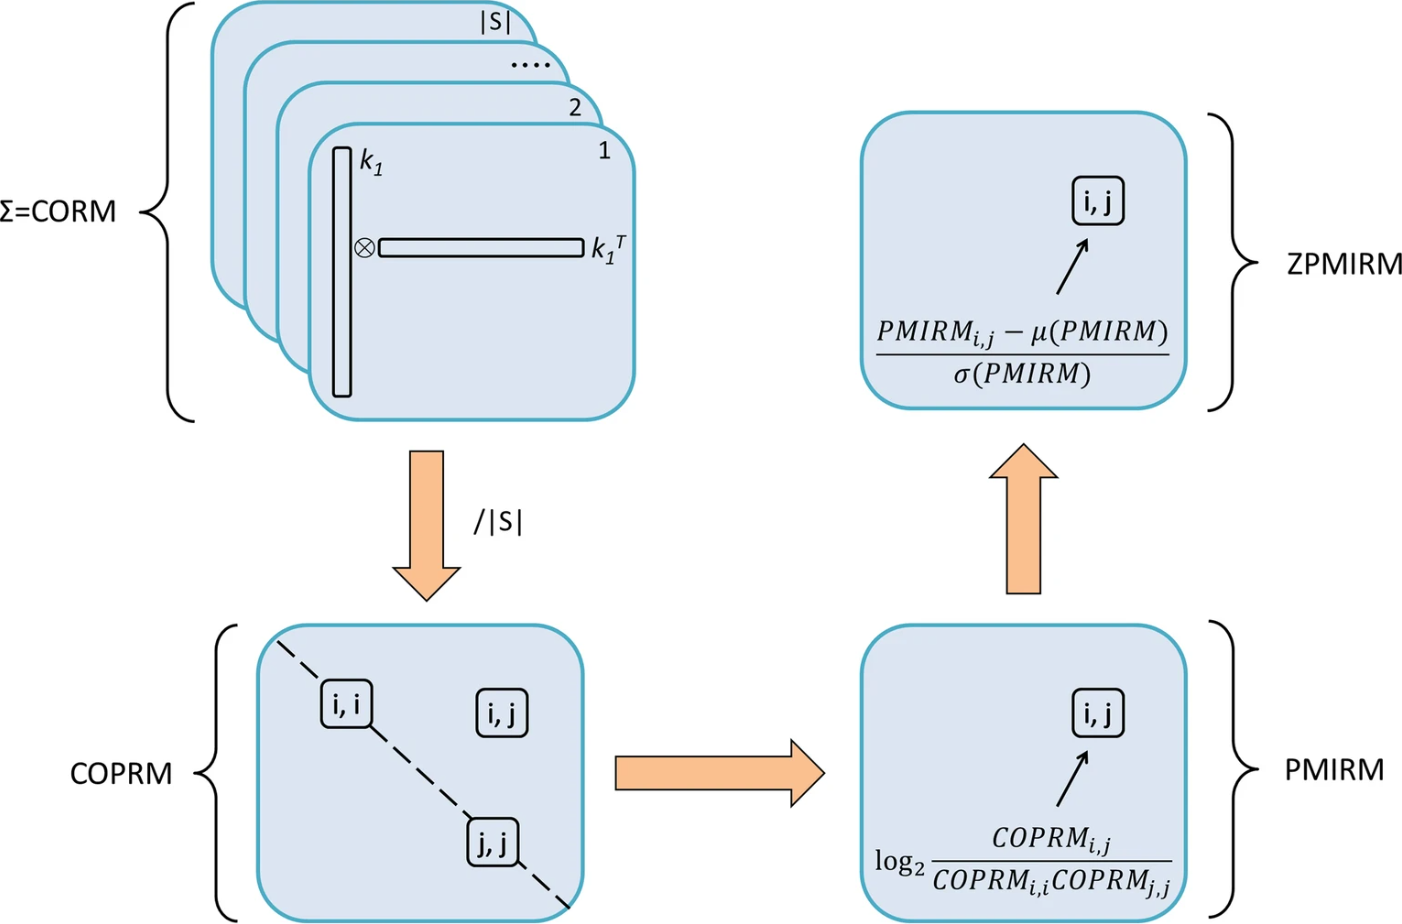 |S|
....
2
1
k₁
⊗
k₁ᵀ
Σ=CORM
/|S|
COPRM
i, i
i, j
j, j
i, j
log₂ COPRMᵢ,ⱼ / COPRMᵢ,ᵢCOPRMⱼ,ⱼ
PMIRM
i, j
PMIRMᵢ,ⱼ − μ(PMIRM)
σ(PMIRM)
ZPMIRM